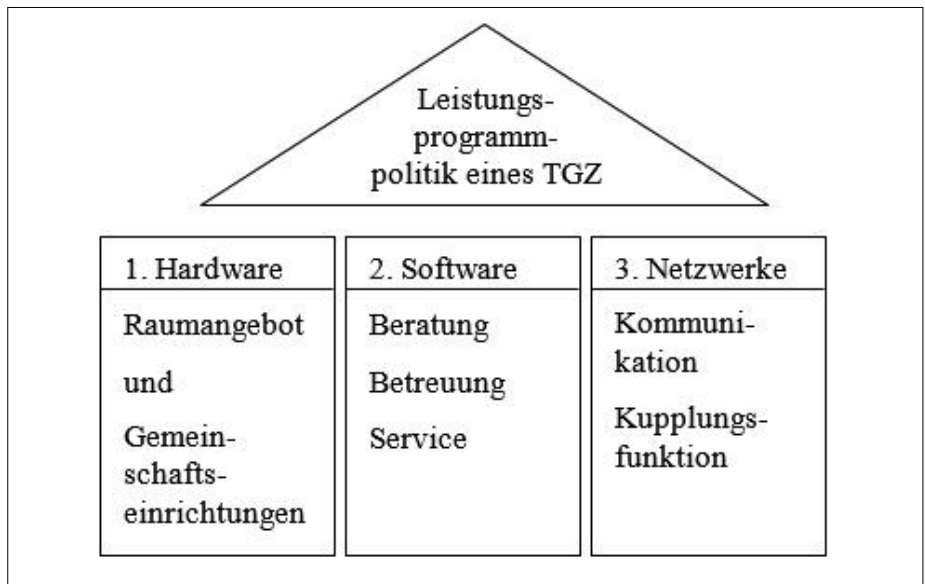 Leistungs-
programm-
politik eines TGZ
1. Hardware
Raumangebot
und
Gemein-
schafts-
einrichtungen
2. Software
Beratung
Betreuung
Service
3. Netzwerke
Kommuni-
kation
Kupplungs-
funktion